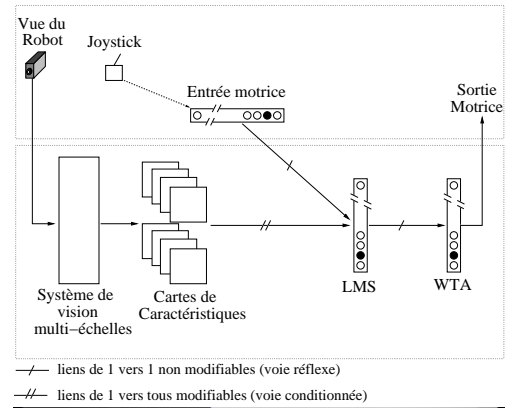 Vue du
Robot
Joystick
Entrée motrice
Sortie
Motrice
LMS
WTA
Système de
vision
multi−échelles
Cartes de
Caractéristiques
liens de 1 vers 1 non modifiables (voie réflexe)
liens de 1 vers tous modifiables (voie conditionnée)